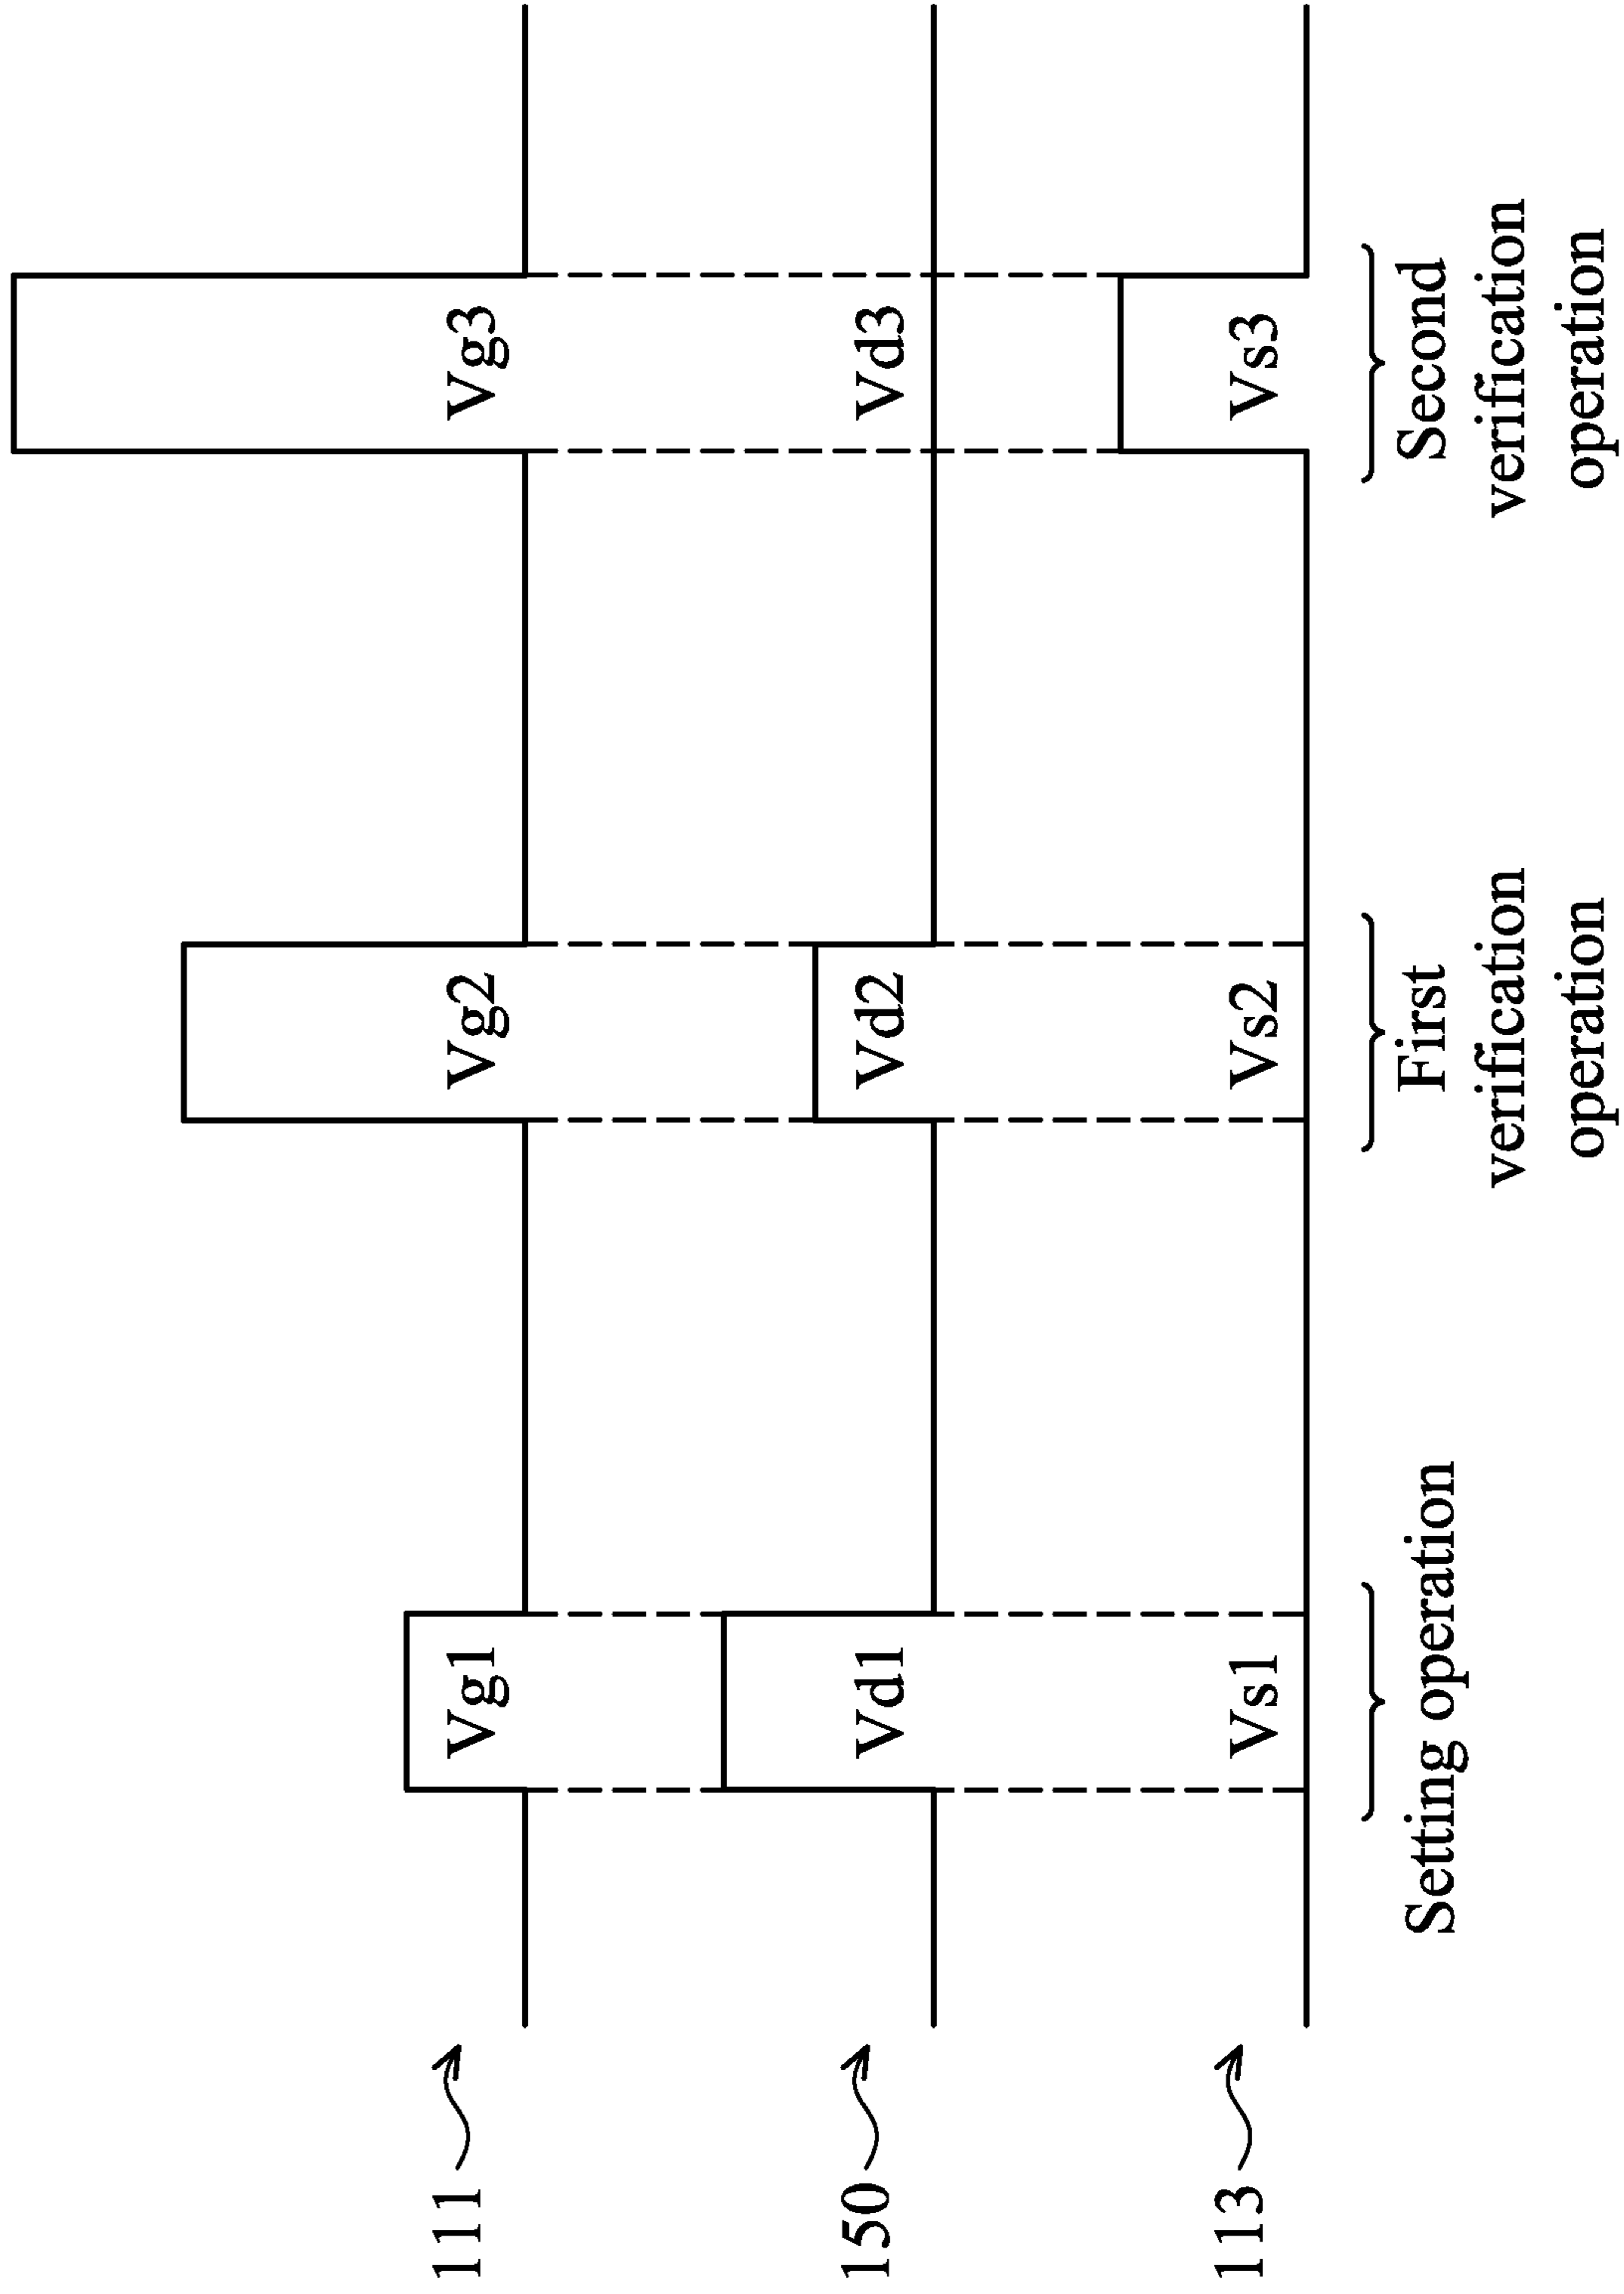 111
Vg1
Vg2
Vg3
150
Vd1
Vd2
Vd3
113
Vs1
Vs2
Vs3
Setting operation
First
verification
operation
Second
verification
operation